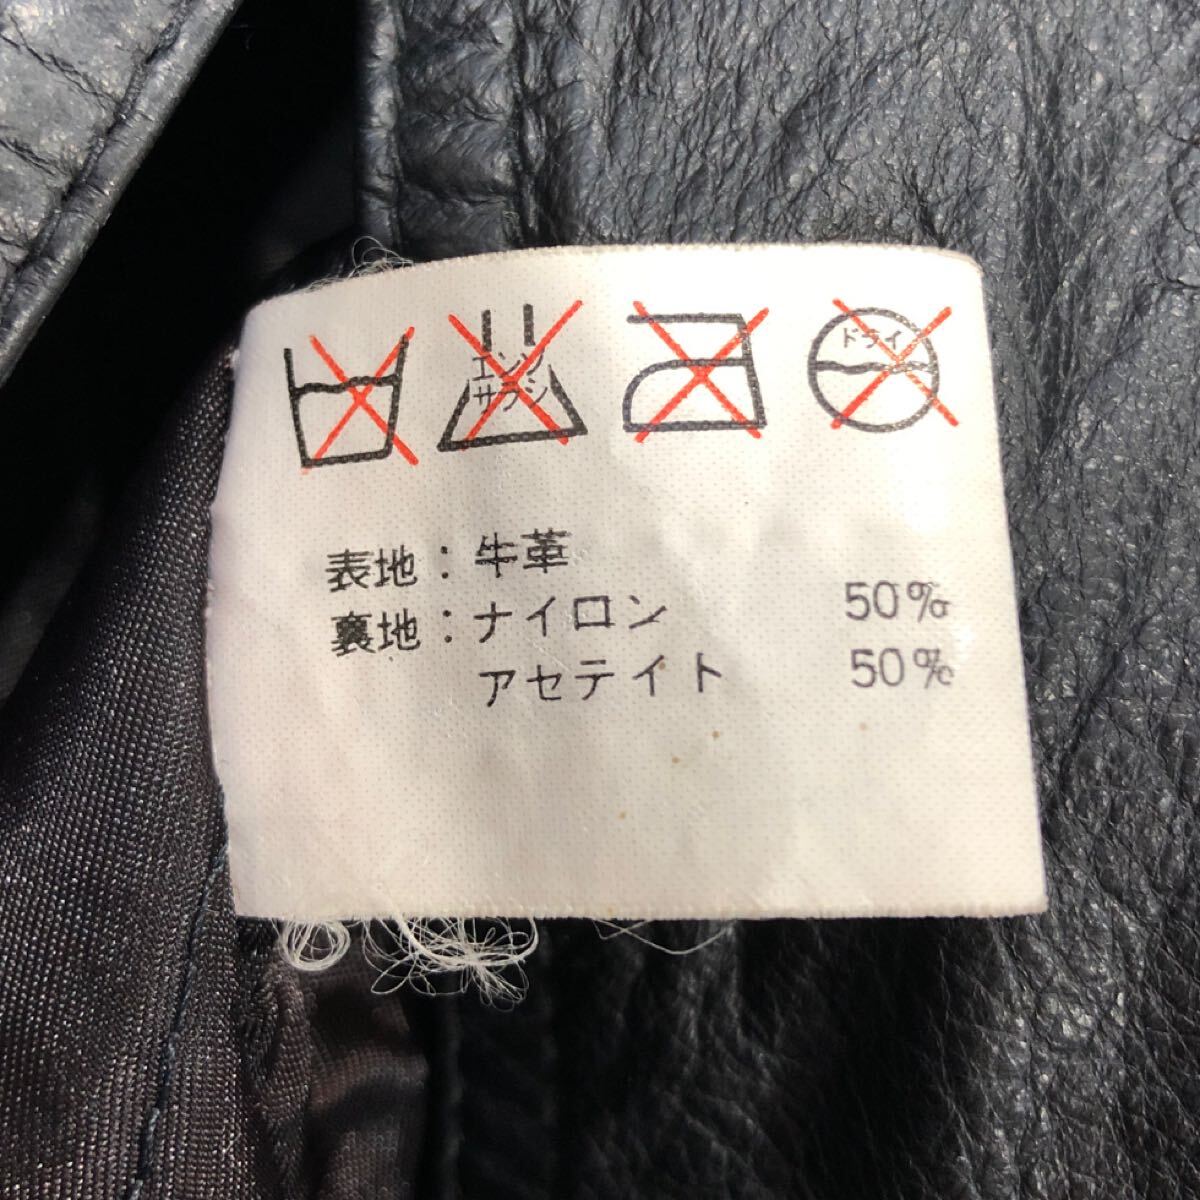 エンソ
サラシ
ドライ
表地：牛革
裏地：ナイロン 50%
アセテイト 50%